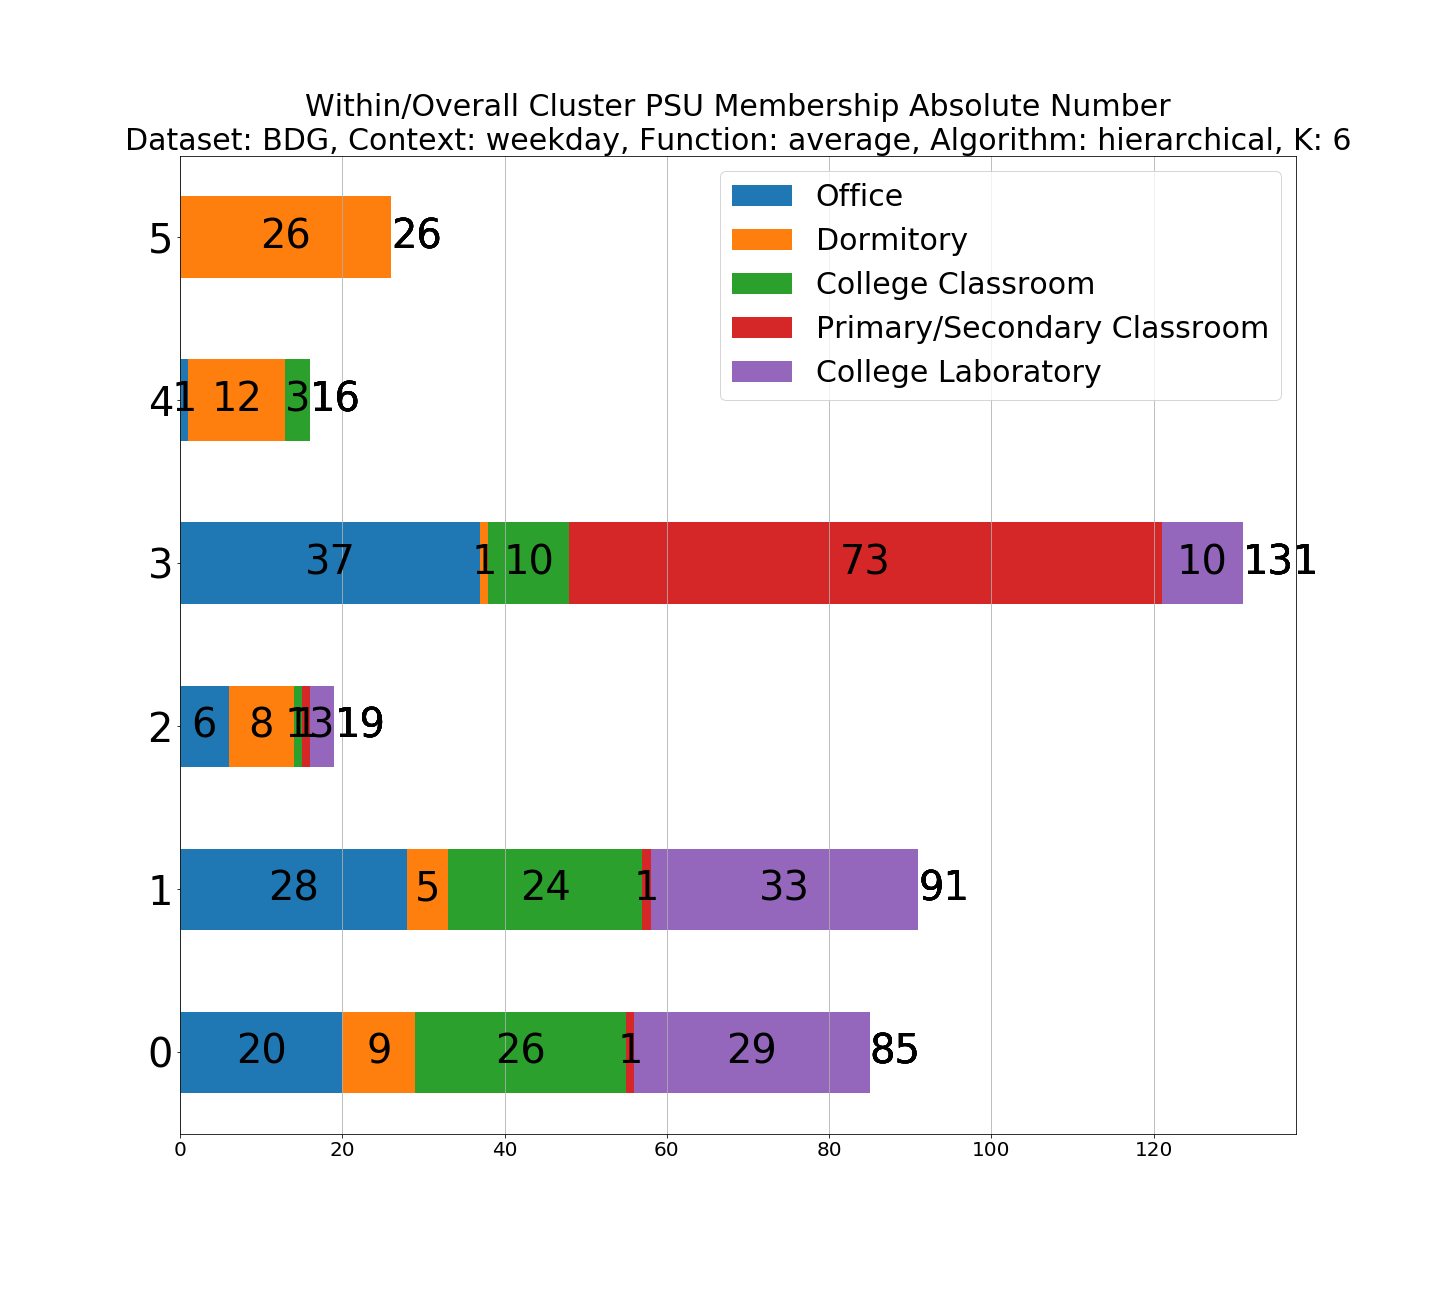 Within/Overall Cluster PSU Membership Absolute Number
Dataset: BDG, Context: weekday, Function: average, Algorithm: hierarchical, K: 6
Office
Dormitory
College Classroom
Primary/Secondary Classroom
College Laboratory
5 26 26
4 1 12 3 16
3 37 1 10 73 10 131
2 6 8 1 1 3 19
1 28 5 24 1 33 91
0 20 9 26 1 29 85
0 20 40 60 80 100 120